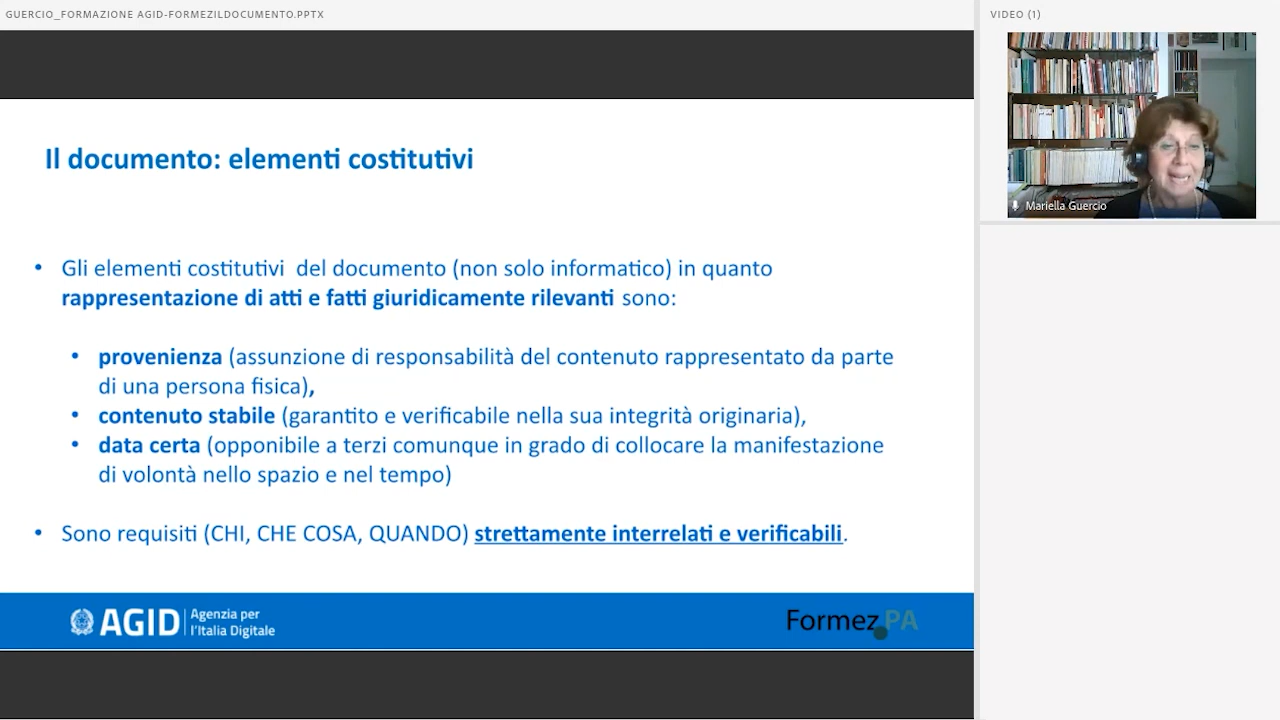 GUERCIO_FORMAZIONE AGID-FORMEZILDOCUMENTO.PPTX
VIDEO (1)
Mariella Guercio
Il documento: elementi costitutivi
• Gli elementi costitutivi  del documento (non solo informatico) in quanto
rappresentazione di atti e fatti giuridicamente rilevanti sono:
• provenienza (assunzione di responsabilità del contenuto rappresentato da parte
di una persona fisica),
• contenuto stabile (garantito e verificabile nella sua integrità originaria),
• data certa (opponibile a terzi comunque in grado di collocare la manifestazione
di volontà nello spazio e nel tempo)
• Sono requisiti (CHI, CHE COSA, QUANDO) strettamente interrelati e verificabili.
AGID Agenzia per
l'Italia Digitale
Formez PA